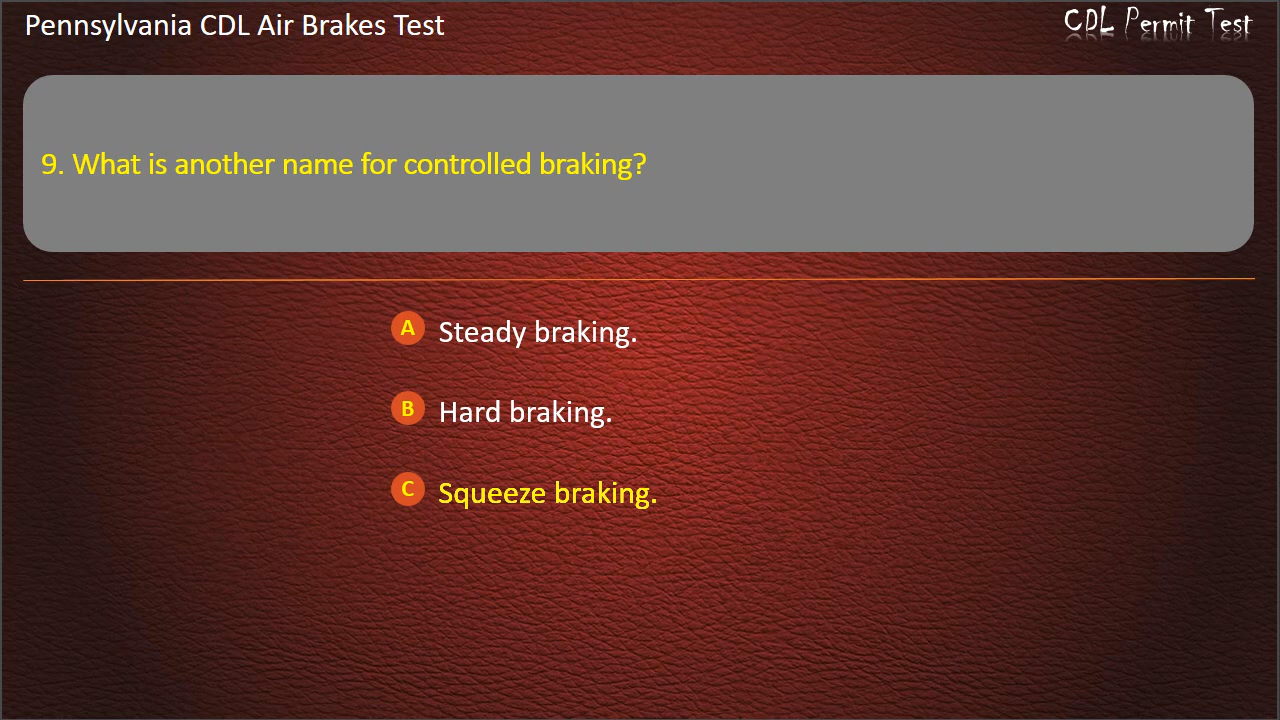 Pennsylvania CDL Air Brakes Test
CDL Permit Test
9. What is another name for controlled braking?
A Steady braking.
B Hard braking.
C Squeeze braking.